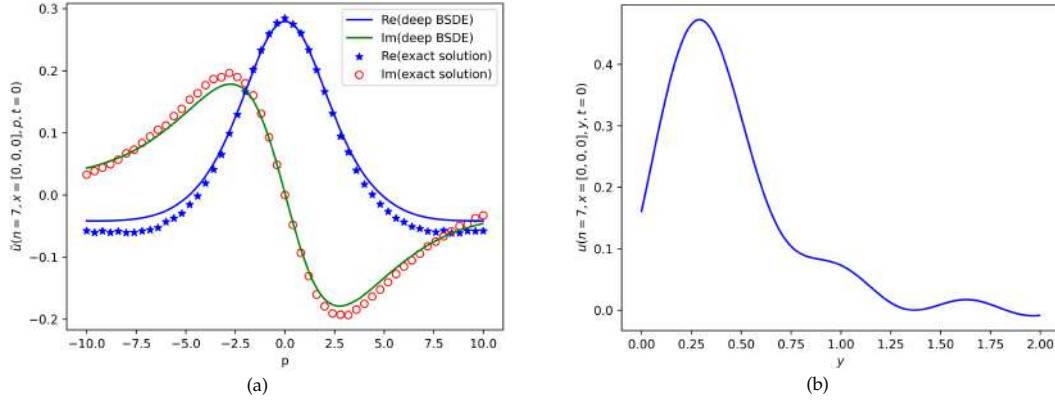 0.3
0.2
0.1
0.0
−0.1
−0.2
ũ(n = 7, x = [0, 0, 0], p, t = 0)
Re(deep BSDE)
Im(deep BSDE)
Re(exact solution)
Im(exact solution)
−10.0 −7.5 −5.0 −2.5 0.0 2.5 5.0 7.5 10.0
p
(a)
0.4
0.3
0.2
0.1
0.0
u(n = 7, x = [0, 0, 0], y, t = 0)
0.00 0.25 0.50 0.75 1.00 1.25 1.50 1.75 2.00
y
(b)